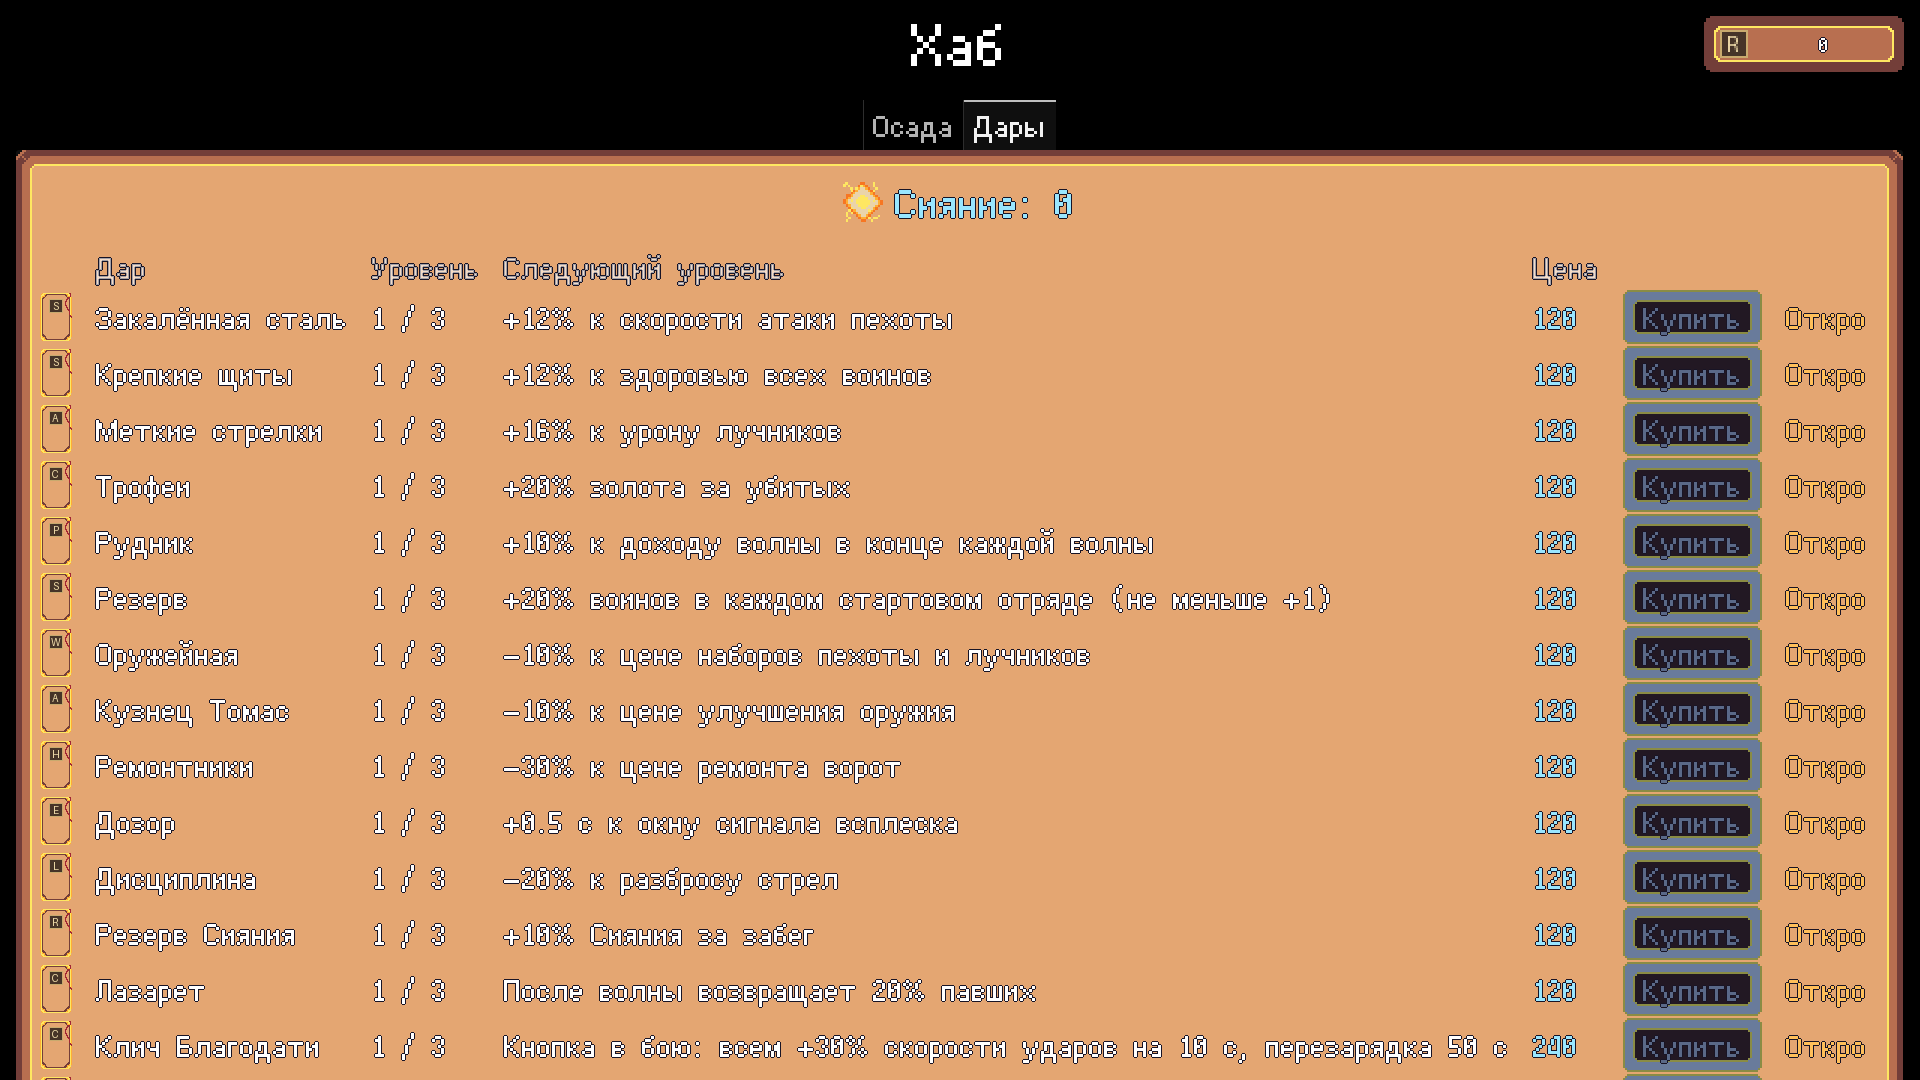 Хаб
R 0
Осада Дары
Сияние: 0
Дар Уровень Следующий уровень Цена
S Закалённая сталь 1 / 3 +12% к скорости атаки пехоты 120 Купить Откро
S Крепкие щиты 1 / 3 +12% к здоровью всех воинов 120 Купить Откро
A Меткие стрелки 1 / 3 +16% к урону лучников 120 Купить Откро
C Трофеи 1 / 3 +20% золота за убитых 120 Купить Откро
P Рудник 1 / 3 +10% к доходу волны в конце каждой волны 120 Купить Откро
S Резерв 1 / 3 +20% воинов в каждом стартовом отряде (не меньше +1) 120 Купить Откро
W Оружейная 1 / 3 −10% к цене наборов пехоты и лучников 120 Купить Откро
A Кузнец Томас 1 / 3 −10% к цене улучшения оружия 120 Купить Откро
H Ремонтники 1 / 3 −30% к цене ремонта ворот 120 Купить Откро
E Дозор 1 / 3 +0.5 с к окну сигнала всплеска 120 Купить Откро
L Дисциплина 1 / 3 −20% к разбросу стрел 120 Купить Откро
R Резерв Сияния 1 / 3 +10% Сияния за забег 120 Купить Откро
C Лазарет 1 / 3 После волны возвращает 20% павших 120 Купить Откро
C Клич Благодати 1 / 3 Кнопка в бою: всем +30% скорости ударов на 10 с, перезарядка 50 с 240 Купить Откро